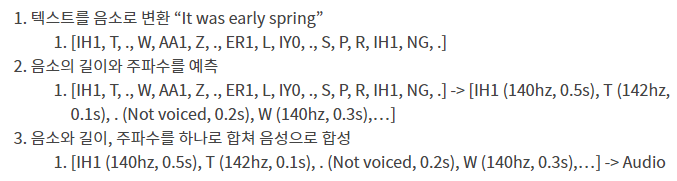 1. 텍스트를 음소로 변환 “It was early spring”
1. [IH1, T, ., W, AA1, Z, ., ER1, L, IY0, ., S, P, R, IH1, NG, .]
2. 음소의 길이와 주파수를 예측
1. [IH1, T, ., W, AA1, Z, ., ER1, L, IY0, ., S, P, R, IH1, NG, .] -> [IH1 (140hz, 0.5s), T (142hz,
0.1s), . (Not voiced, 0.2s), W (140hz, 0.3s),…]
3. 음소와 길이, 주파수를 하나로 합쳐 음성으로 합성
1. [IH1 (140hz, 0.5s), T (142hz, 0.1s), . (Not voiced, 0.2s), W (140hz, 0.3s),…] -> Audio